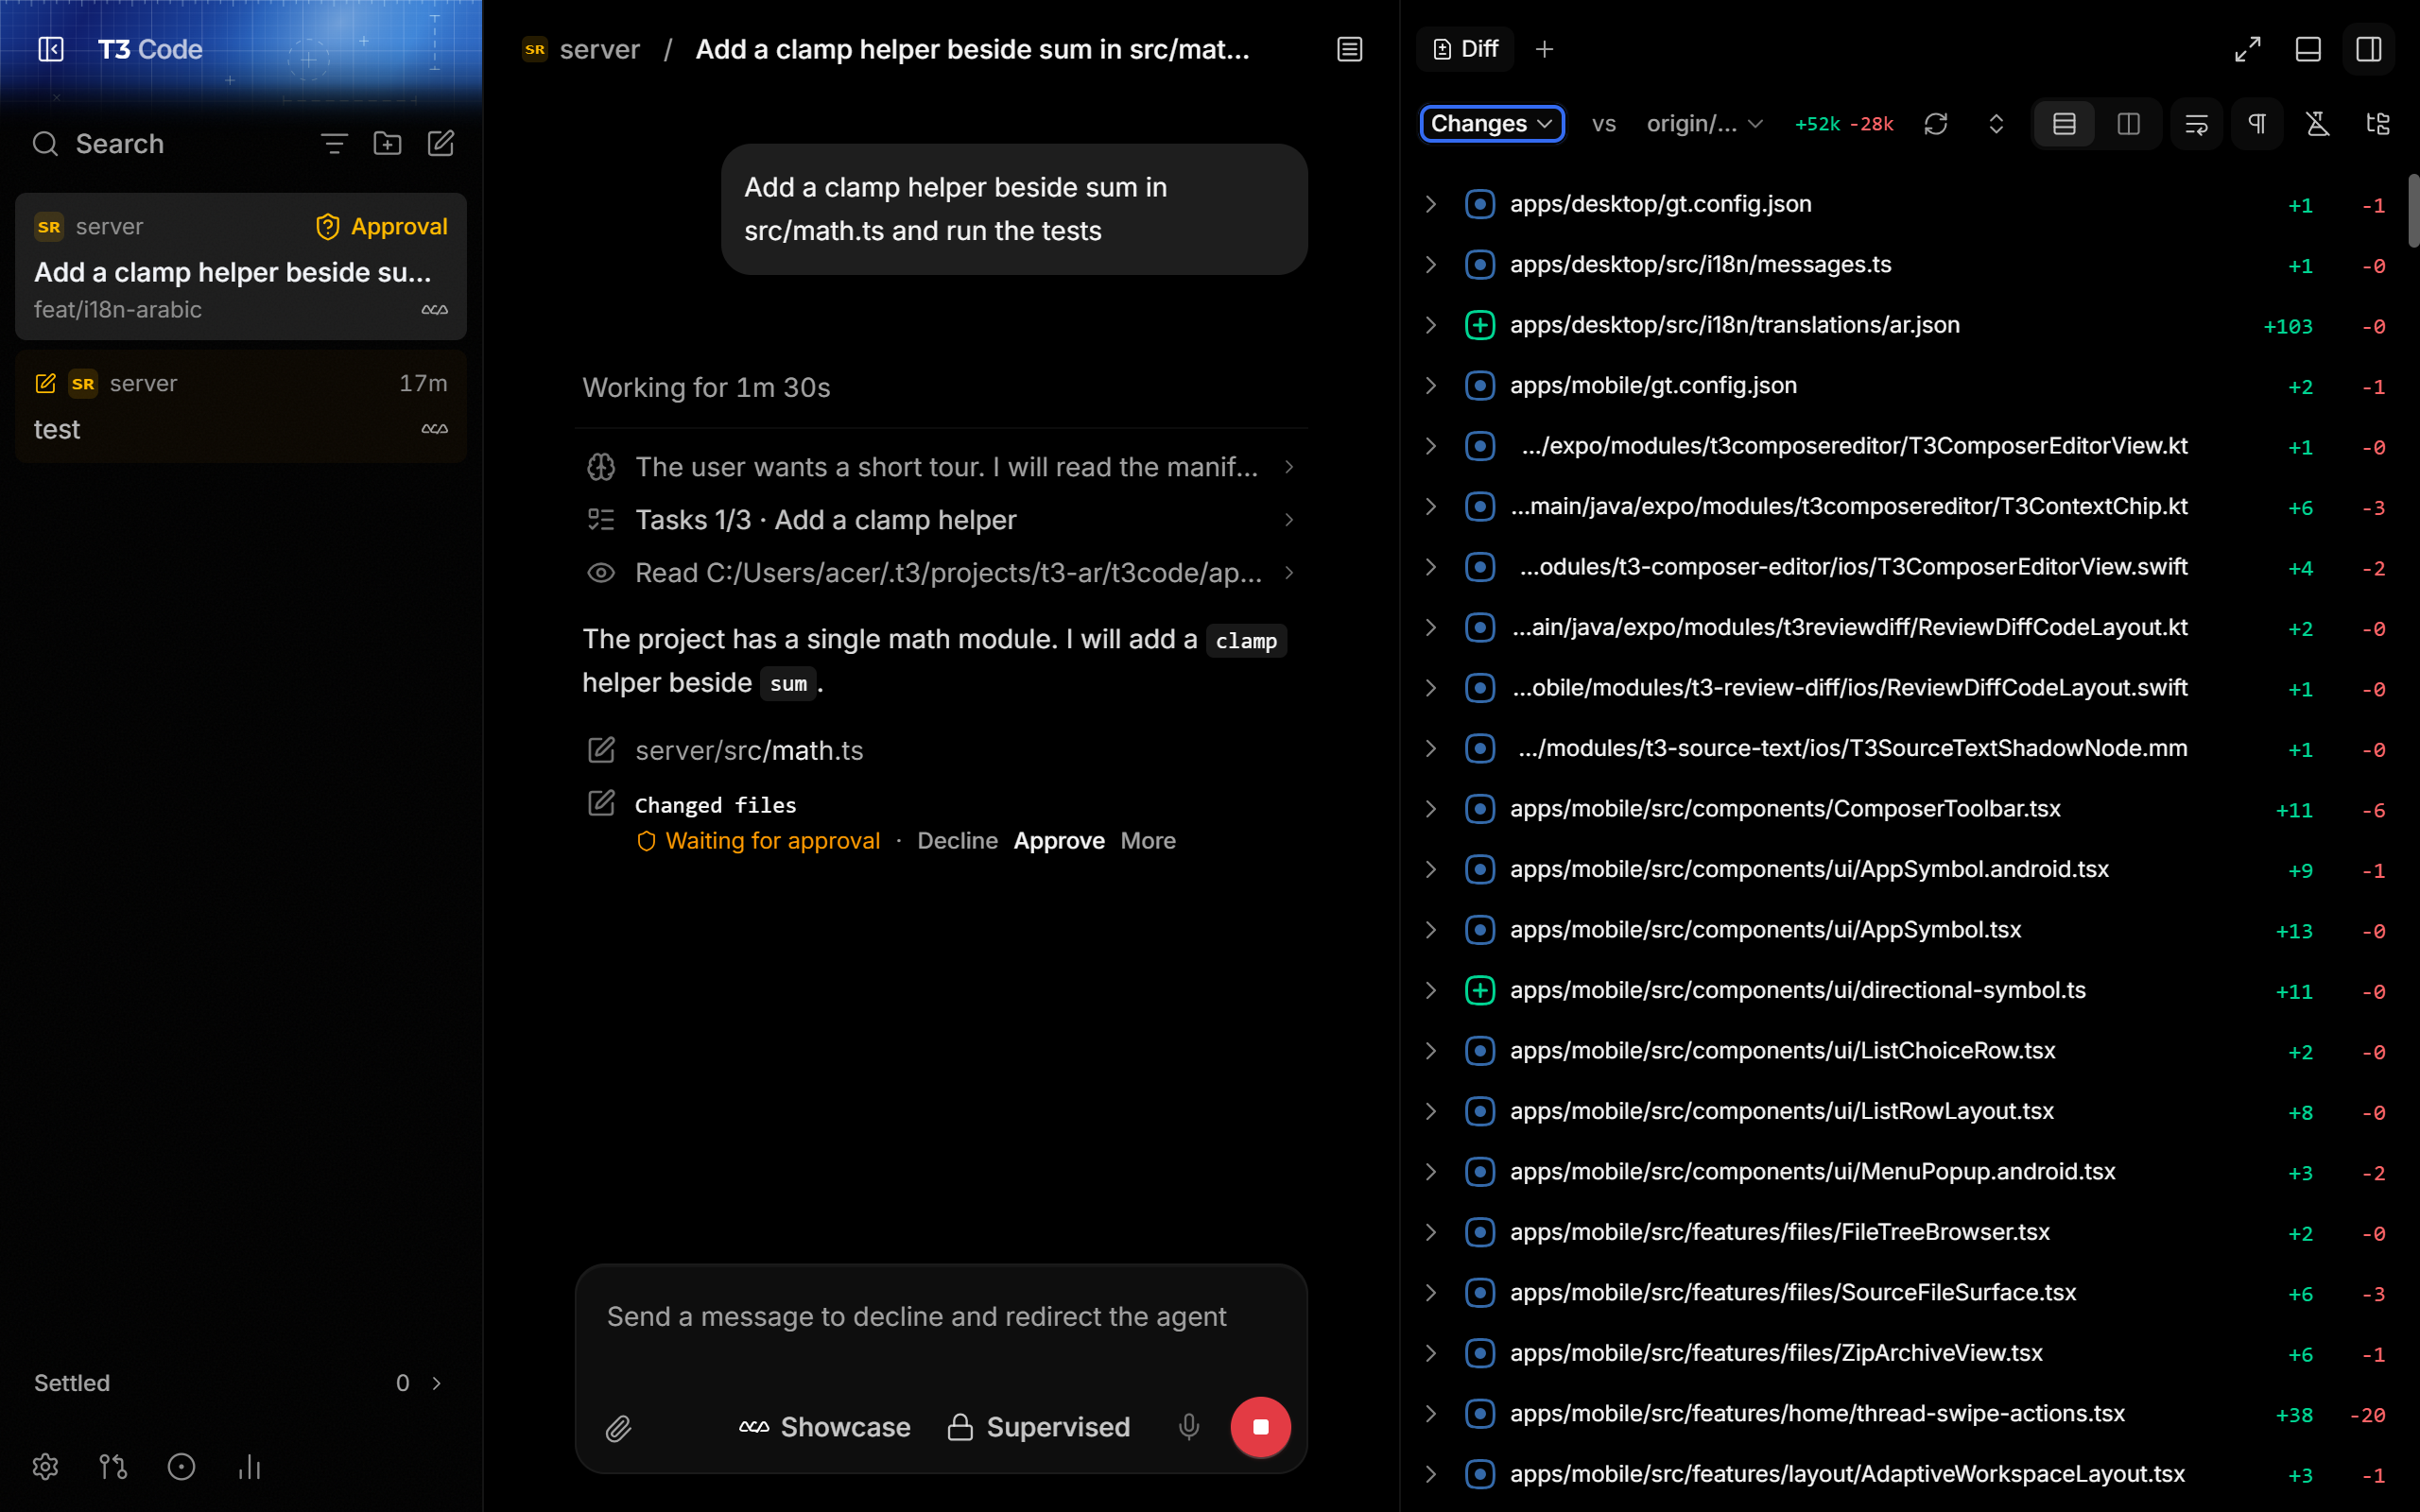 T3 Code
Search
SR server Approval
Add a clamp helper beside su...
feat/i18n-arabic
SR server 17m
test
Settled 0
SR server / Add a clamp helper beside sum in src/mat...
Add a clamp helper beside sum in
src/math.ts and run the tests
Working for 1m 30s
The user wants a short tour. I will read the manif...
Tasks 1/3 · Add a clamp helper
Read C:/Users/acer/.t3/projects/t3-ar/t3code/ap...
The project has a single math module. I will add a clamp
helper beside sum.
server/src/math.ts
Changed files
Waiting for approval · Decline Approve More
Send a message to decline and redirect the agent
Showcase Supervised
Diff
Changes vs origin/... +52k -28k
apps/desktop/gt.config.json +1 -1
apps/desktop/src/i18n/messages.ts +1 -0
apps/desktop/src/i18n/translations/ar.json +103 -0
apps/mobile/gt.config.json +2 -1
.../expo/modules/t3composereditor/T3ComposerEditorView.kt +1 -0
...main/java/expo/modules/t3composereditor/T3ContextChip.kt +6 -3
...odules/t3-composer-editor/ios/T3ComposerEditorView.swift +4 -2
...ain/java/expo/modules/t3reviewdiff/ReviewDiffCodeLayout.kt +2 -0
...obile/modules/t3-review-diff/ios/ReviewDiffCodeLayout.swift +1 -0
.../modules/t3-source-text/ios/T3SourceTextShadowNode.mm +1 -0
apps/mobile/src/components/ComposerToolbar.tsx +11 -6
apps/mobile/src/components/ui/AppSymbol.android.tsx +9 -1
apps/mobile/src/components/ui/AppSymbol.tsx +13 -0
apps/mobile/src/components/ui/directional-symbol.ts +11 -0
apps/mobile/src/components/ui/ListChoiceRow.tsx +2 -0
apps/mobile/src/components/ui/ListRowLayout.tsx +8 -0
apps/mobile/src/components/ui/MenuPopup.android.tsx +3 -2
apps/mobile/src/features/files/FileTreeBrowser.tsx +2 -0
apps/mobile/src/features/files/SourceFileSurface.tsx +6 -3
apps/mobile/src/features/files/ZipArchiveView.tsx +6 -1
apps/mobile/src/features/home/thread-swipe-actions.tsx +38 -20
apps/mobile/src/features/layout/AdaptiveWorkspaceLayout.tsx +3 -1